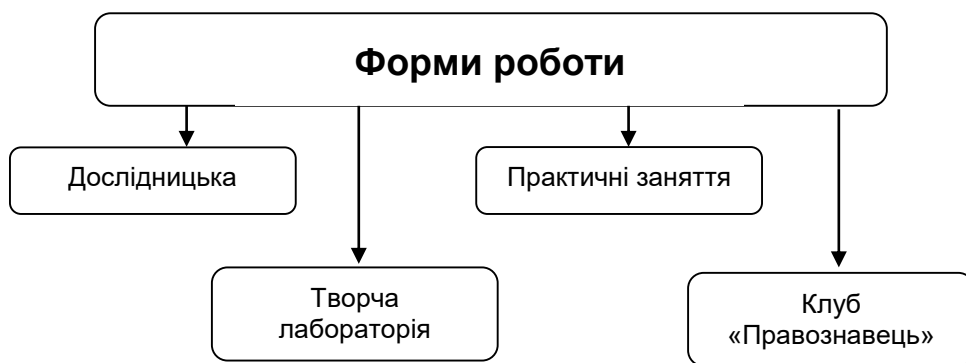 Форми роботи
Дослідницька
Практичні заняття
Творча
лабораторія
Клуб
«Правознавець»